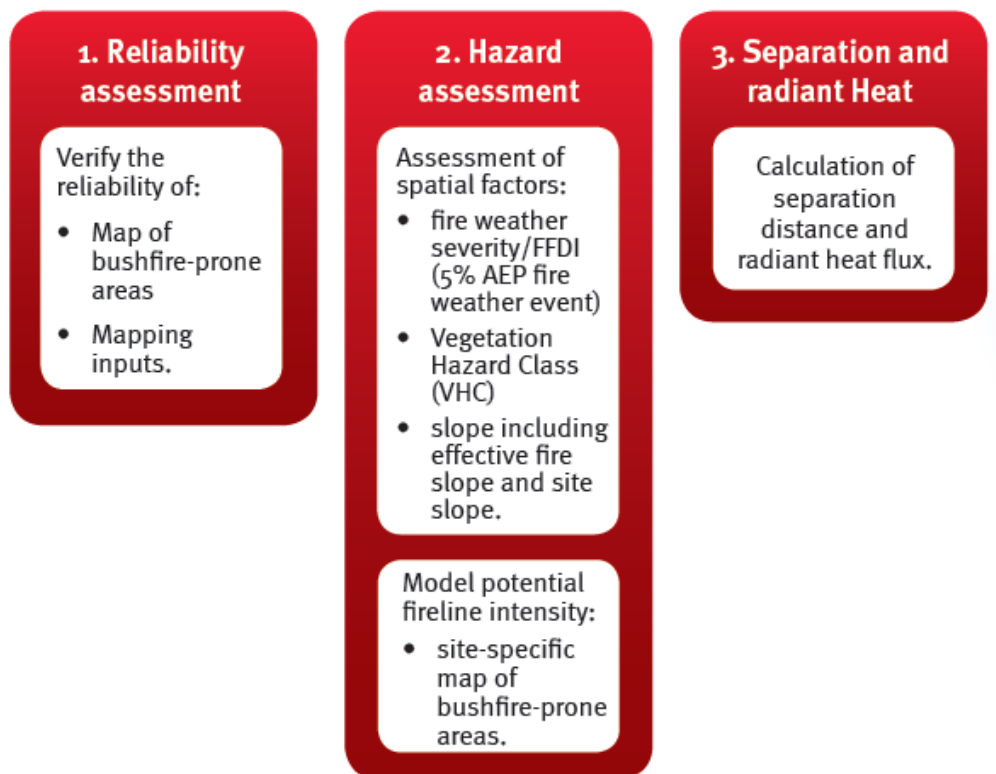 1. Reliability
assessment
Verify the
reliability of:
• Map of
bushfire-prone
areas
• Mapping
inputs.
2. Hazard
assessment
Assessment of
spatial factors:
• fire weather
severity/FFDI
(5% AEP fire
weather event)
• Vegetation
Hazard Class
(VHC)
• slope including
effective fire
slope and site
slope.
Model potential
fireline intensity:
• site-specific
map of
bushfire-prone
areas.
3. Separation and
radiant Heat
Calculation of
separation
distance and
radiant heat flux.